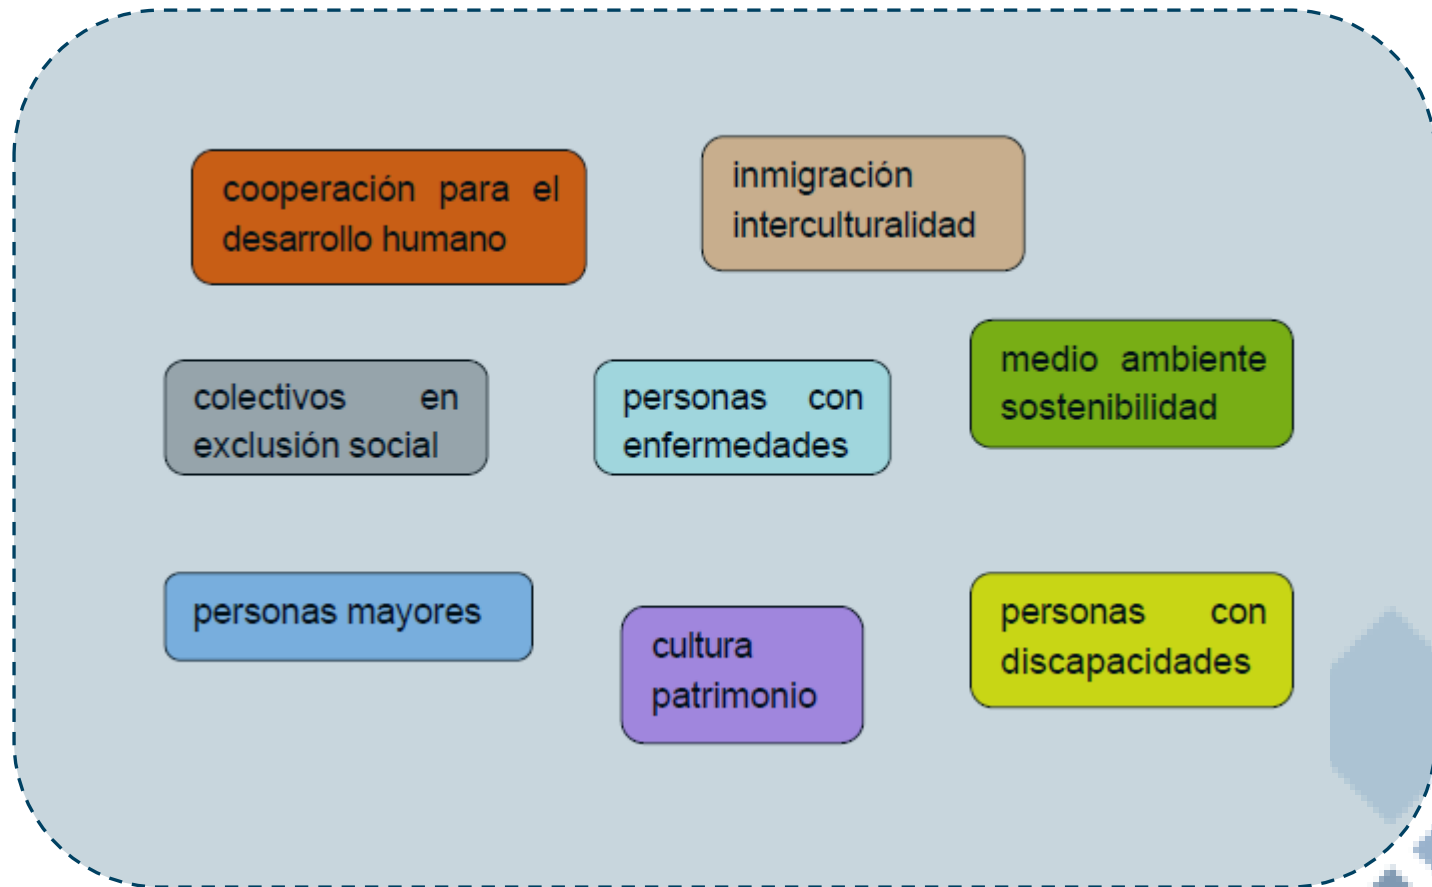 cooperación para el
desarrollo humano
inmigración
interculturalidad
colectivos en
exclusión social
personas con
enfermedades
medio ambiente
sostenibilidad
personas mayores
cultura
patrimonio
personas con
discapacidades